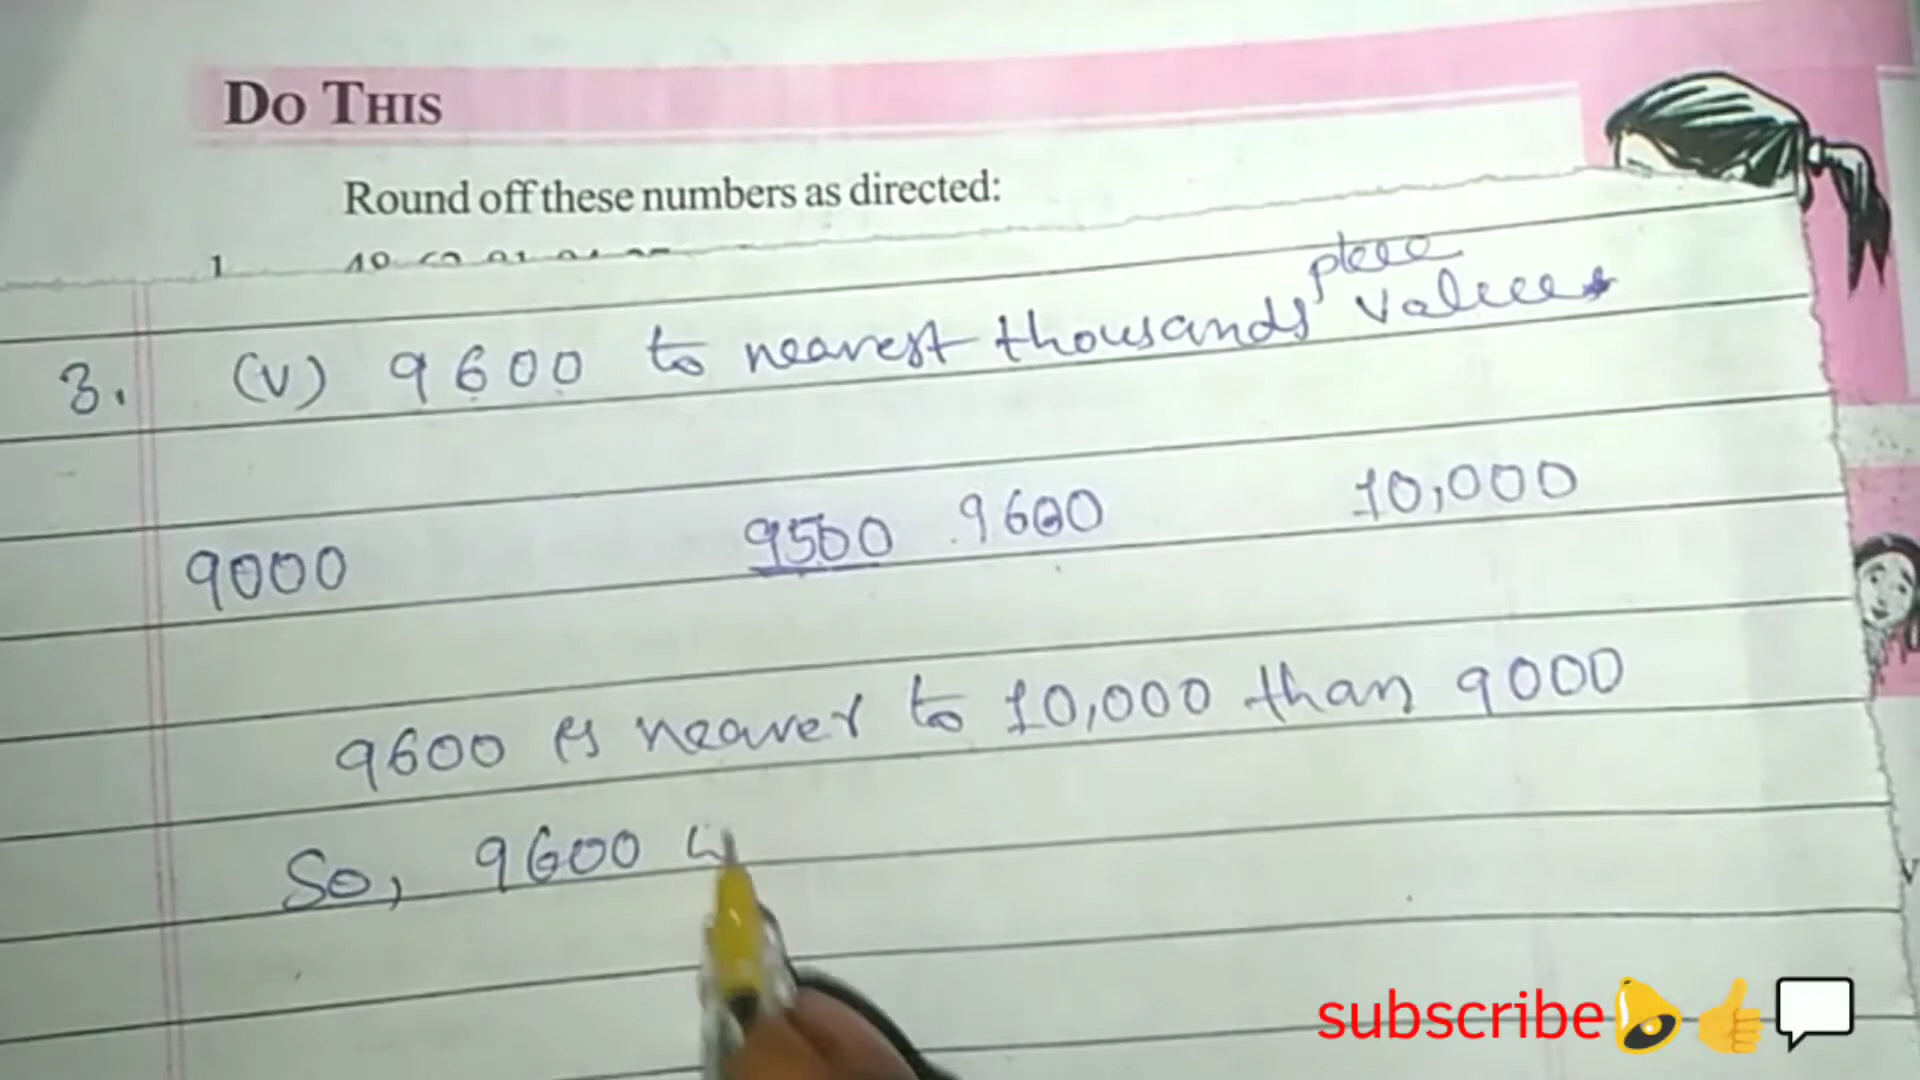 DO THIS
Round off these numbers as directed:
1
place
3. (v) 9600 to nearest thousands values
9000 9500 9600 10,000
9600 is nearer to 10,000 than 9000
So, 9600
subscribe